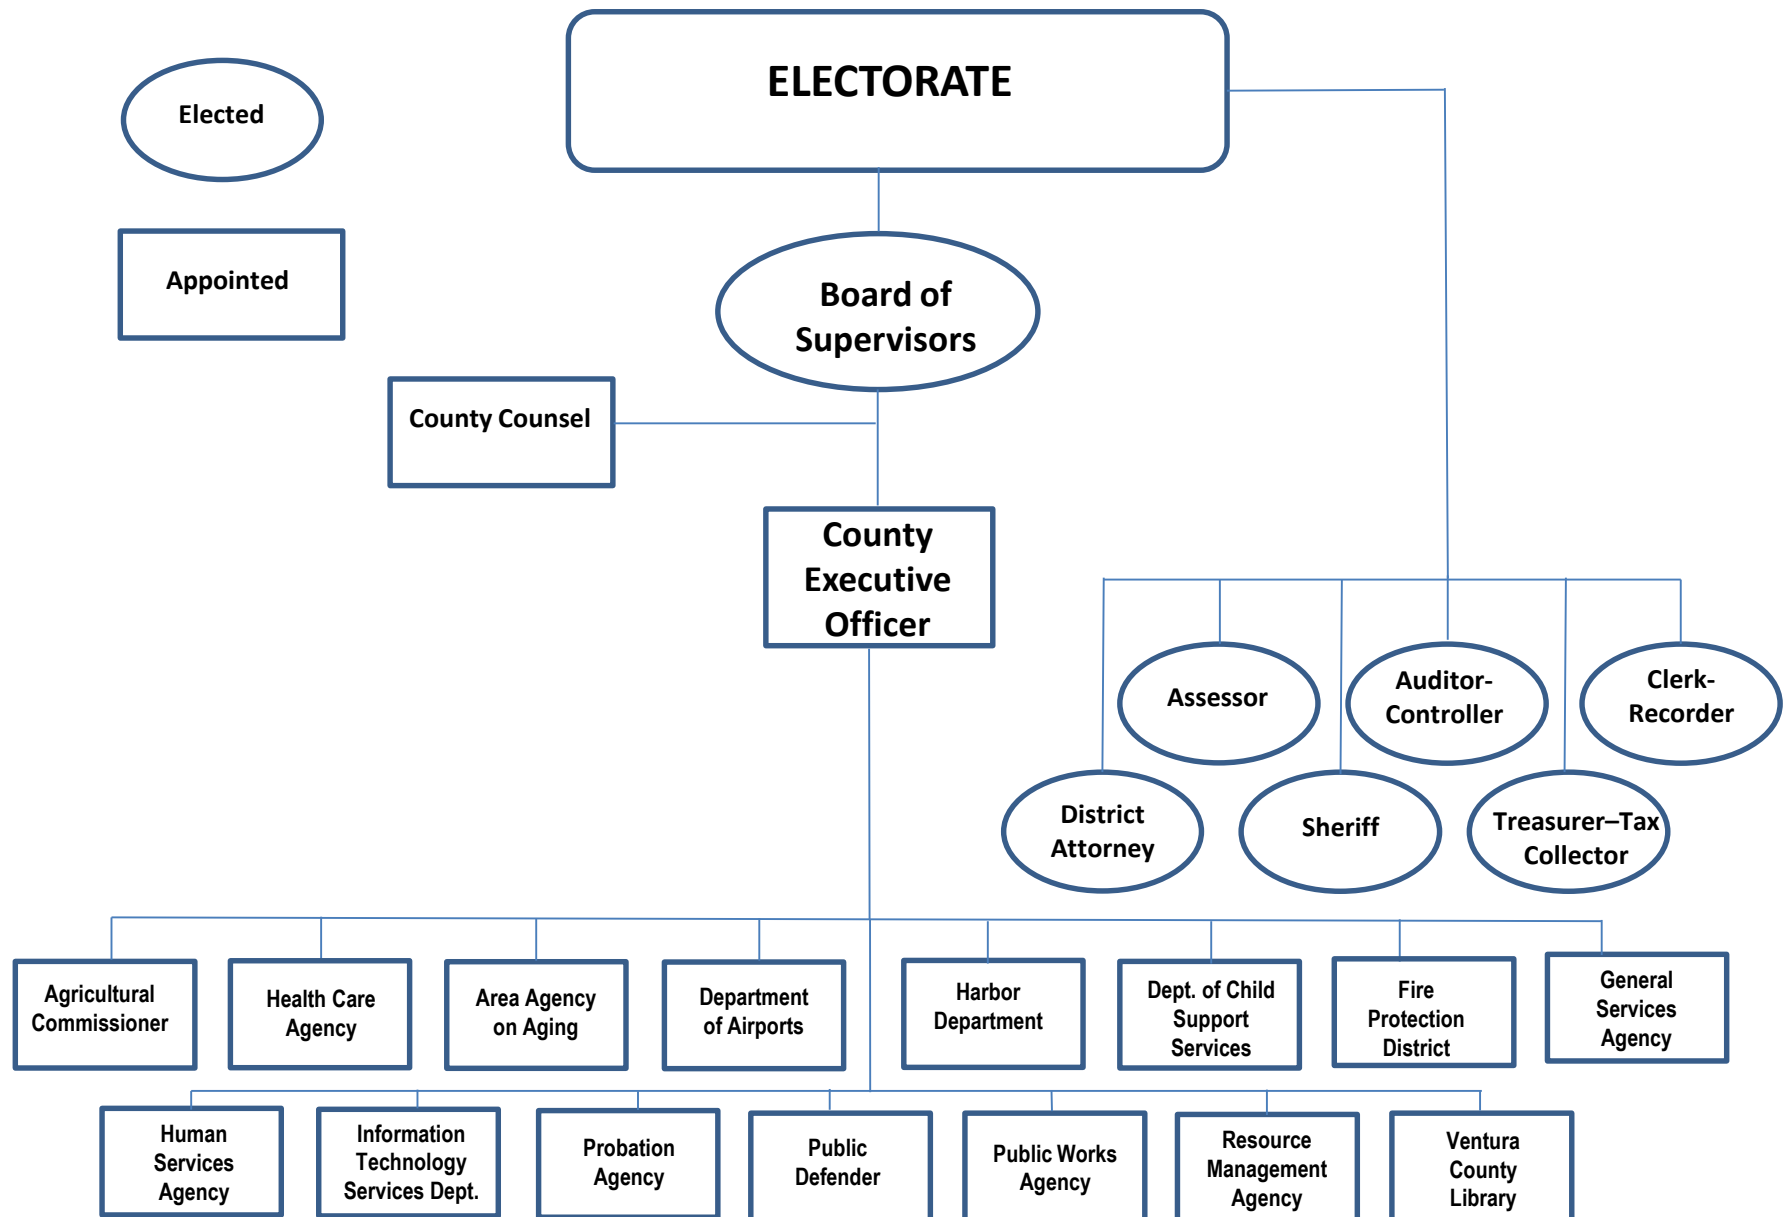 ELECTORATE
Elected
Appointed
Board of
Supervisors
County Counsel
County
Executive
Officer
Assessor
Auditor-
Controller
Clerk-
Recorder
District
Attorney
Sheriff
Treasurer–Tax
Collector
Agricultural
Commissioner
Health Care
Agency
Area Agency
on Aging
Department
of Airports
Harbor
Department
Dept. of Child
Support
Services
Fire
Protection
District
General
Services
Agency
Human
Services
Agency
Information
Technology
Services Dept.
Probation
Agency
Public
Defender
Public Works
Agency
Resource
Management
Agency
Ventura
County
Library